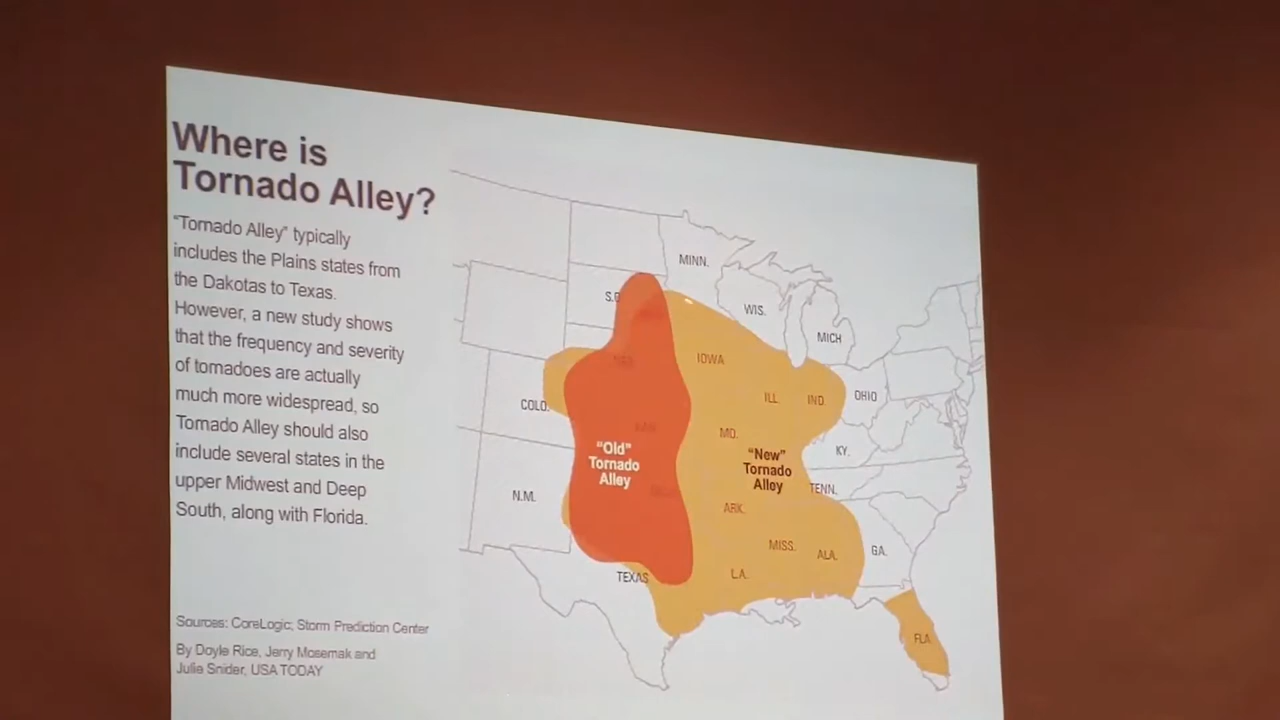 Where is
Tornado Alley?
"Tornado Alley" typically
includes the Plains states from
the Dakotas to Texas.
However, a new study shows
that the frequency and severity
of tornadoes are actually
much more widespread, so
Tornado Alley should also
include several states in the
upper Midwest and Deep
South, along with Florida.
Sources: CoreLogic; Storm Prediction Center
By Doyle Rice, Jerry Mosemak and
Julie Snider, USA TODAY
MINN.
WIS.
MICH
IOWA
ILL.
IND.
OHIO
COLO.
MO.
KY.
"Old"
Tornado
Alley
"New"
Tornado
Alley
N.M.
TENN.
ARK.
MISS.
ALA.
GA.
TEXAS
LA.
FLA